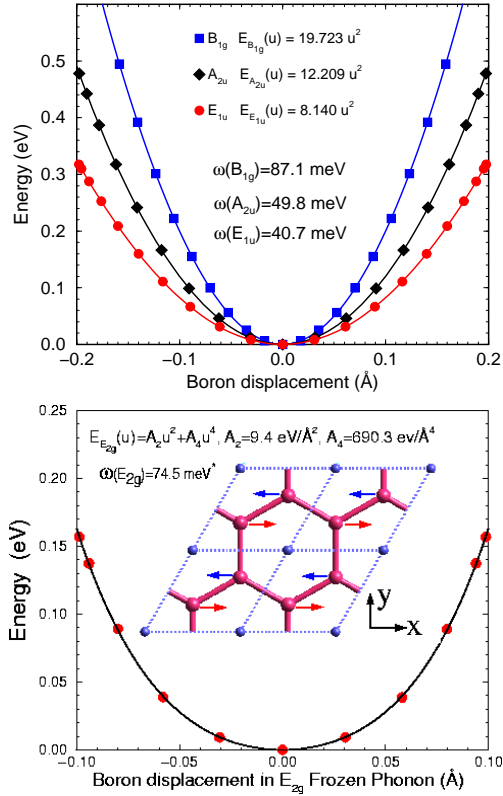 B₁g E_B₁g(u) = 19.723 u²
A₂u E_A₂u(u) = 12.209 u²
E₁u E_E₁u(u) = 8.140 u²
ω(B₁g)=87.1 meV
ω(A₂u)=49.8 meV
ω(E₁u)=40.7 meV
Energy (eV)
0.5
0.4
0.3
0.2
0.1
0.0
−0.2 −0.1 0.0 0.1 0.2
Boron displacement (Å)
E_E₂g(u)=A₂u²+A₄u⁴, A₂=9.4 eV/Å², A₄=690.3 ev/Å⁴
ω(E2g)=74.5 meV*
Energy (eV)
0.25
0.20
0.15
0.10
0.05
0.00
y
x
−0.10 −0.05 0.00 0.05 0.10
Boron displacement in E₂g Frozen Phonon (Å)